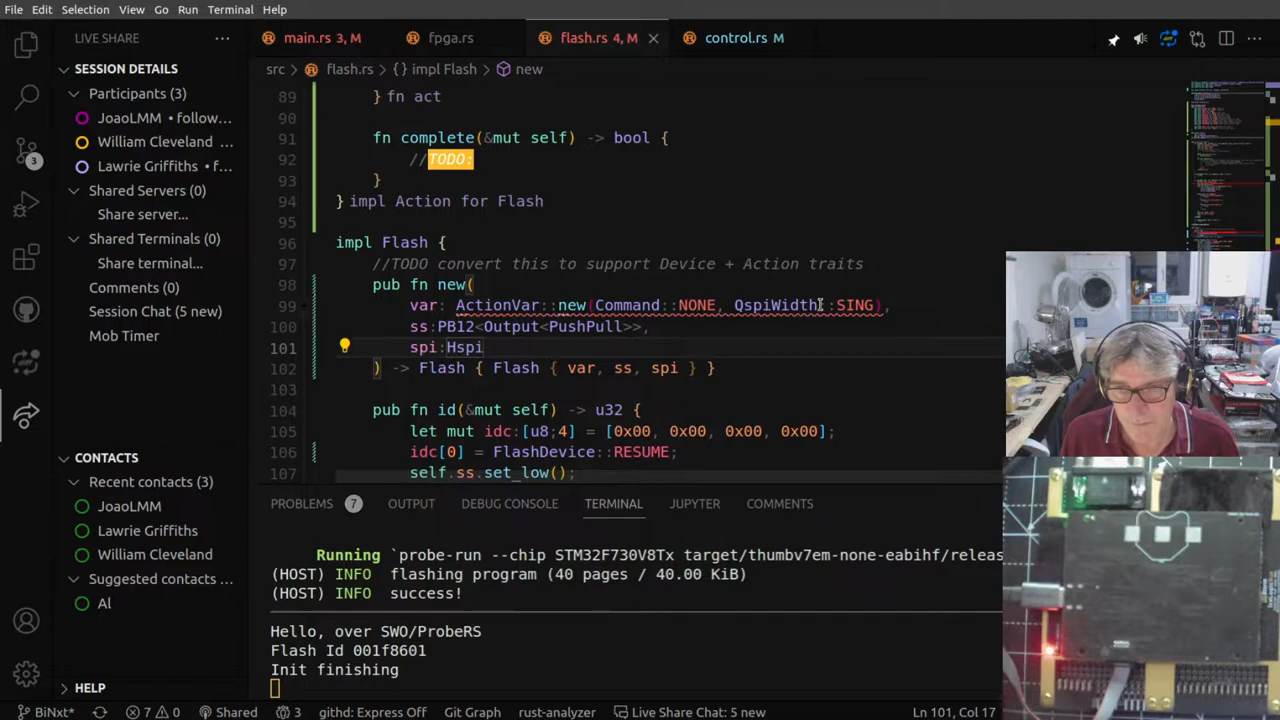 File Edit Selection View Go Run Terminal Help
LIVE SHARE ...
main.rs 3, M
fpga.rs
flash.rs 4, M
control.rs M
SESSION DETAILS
src > flash.rs > {} impl Flash > new
Participants (3)
JoaoLMM • follow...
William Cleveland ...
Lawrie Griffiths • f...
3
Shared Servers (0)
Share server...
Shared Terminals (0)
Share terminal...
Comments (0)
Session Chat (5 new)
Mob Timer
CONTACTS
Recent contacts (3)
JoaoLMM
Lawrie Griffiths
William Cleveland
Suggested contacts ...
Al
HELP
89 } fn act
90
91 fn complete(&mut self) -> bool {
92 //TODO:
93 }
94 } impl Action for Flash
95
96 impl Flash {
97 //TODO convert this to support Device + Action traits
98 pub fn new(
99 var: ActionVar::new(Command::NONE, QspiWidth::SING),
100 ss:PB12<Output<PushPull>>,
101 spi:Hspi
102 ) -> Flash { Flash { var, ss, spi } }
103
104 pub fn id(&mut self) -> u32 {
105 let mut idc:[u8;4] = [0x00, 0x00, 0x00, 0x00];
106 idc[0] = FlashDevice::RESUME;
107 self.ss.set_low();
PROBLEMS 7 OUTPUT DEBUG CONSOLE TERMINAL JUPYTER COMMENTS
Running `probe-run --chip STM32F730V8Tx target/thumbv7em-none-eabihf/releas
(HOST) INFO flashing program (40 pages / 40.00 KiB)
(HOST) INFO success!
Hello, over SWO/ProbeRS
Flash Id 001f8601
Init finishing
BiNxt* 7 0 Shared 3 githd: Express Off Git Graph rust-analyzer Live Share Chat: 5 new Ln 101, Col 17